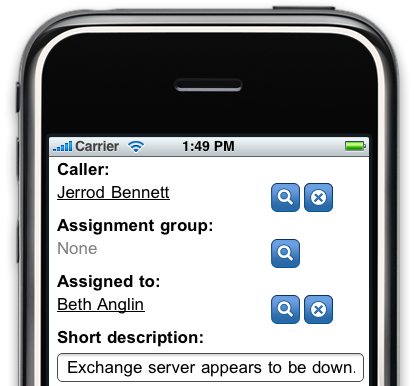 Carrier 1:49 PM
Caller:
Jerrod Bennett
Assignment group:
None
Assigned to:
Beth Anglin
Short description:
Exchange server appears to be down.